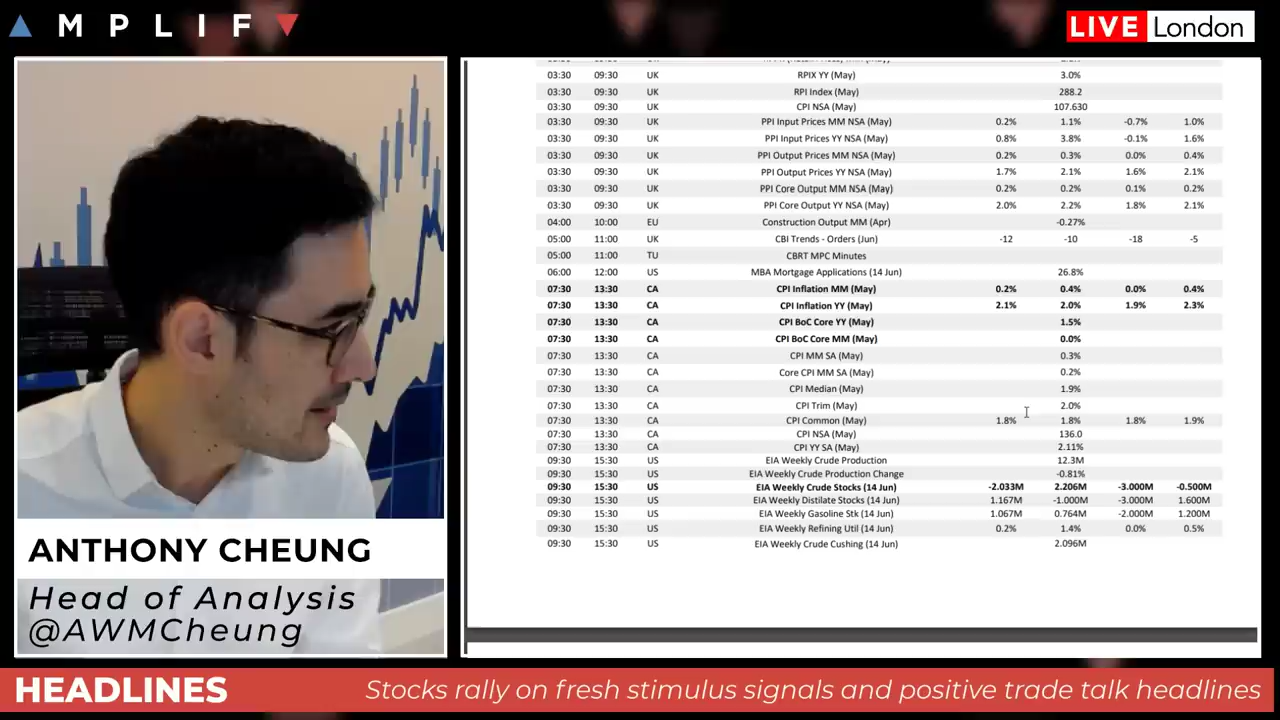 AMPLIFY
LIVE London
03:30 09:30 UK RPIX YY (May) 3.0%
03:30 09:30 UK RPI Index (May) 288.2
03:30 09:30 UK CPI NSA (May) 107.630
03:30 09:30 UK PPI Input Prices MM NSA (May) 0.2% 1.1% -0.7% 1.0%
03:30 09:30 UK PPI Input Prices YY NSA (May) 0.8% 3.8% -0.1% 1.6%
03:30 09:30 UK PPI Output Prices MM NSA (May) 0.2% 0.3% 0.0% 0.4%
03:30 09:30 UK PPI Output Prices YY NSA (May) 1.7% 2.1% 1.6% 2.1%
03:30 09:30 UK PPI Core Output MM NSA (May) 0.2% 0.2% 0.1% 0.2%
03:30 09:30 UK PPI Core Output YY NSA (May) 2.0% 2.2% 1.8% 2.1%
04:00 10:00 EU Construction Output MM (Apr) -0.27%
05:00 11:00 UK CBI Trends - Orders (Jun) -12 -10 -18 -5
05:00 11:00 TU CBRT MPC Minutes
06:00 12:00 US MBA Mortgage Applications (14 Jun) 26.8%
07:30 13:30 CA CPI Inflation MM (May) 0.2% 0.4% 0.0% 0.4%
07:30 13:30 CA CPI Inflation YY (May) 2.1% 2.0% 1.9% 2.3%
07:30 13:30 CA CPI BoC Core YY (May) 1.5%
07:30 13:30 CA CPI BoC Core MM (May) 0.0%
07:30 13:30 CA CPI MM SA (May) 0.3%
07:30 13:30 CA Core CPI MM SA (May) 0.2%
07:30 13:30 CA CPI Median (May) 1.9%
07:30 13:30 CA CPI Trim (May) 2.0%
07:30 13:30 CA CPI Common (May) 1.8% 1.8% 1.8% 1.9%
07:30 13:30 CA CPI NSA (May) 136.0
07:30 13:30 CA CPI YY SA (May) 2.11%
09:30 15:30 US EIA Weekly Crude Production 12.3M
09:30 15:30 US EIA Weekly Crude Production Change -0.81%
09:30 15:30 US EIA Weekly Crude Stocks (14 Jun) -2.033M 2.206M -3.000M -0.500M
09:30 15:30 US EIA Weekly Distilate Stocks (14 Jun) 1.167M -1.000M -3.000M 1.600M
09:30 15:30 US EIA Weekly Gasoline Stk (14 Jun) 1.067M 0.764M -2.000M 1.200M
09:30 15:30 US EIA Weekly Refining Util (14 Jun) 0.2% 1.4% 0.0% 0.5%
09:30 15:30 US EIA Weekly Crude Cushing (14 Jun) 2.096M
ANTHONY CHEUNG
Head of Analysis
@AWMCheung
HEADLINES Stocks rally on fresh stimulus signals and positive trade talk headlines